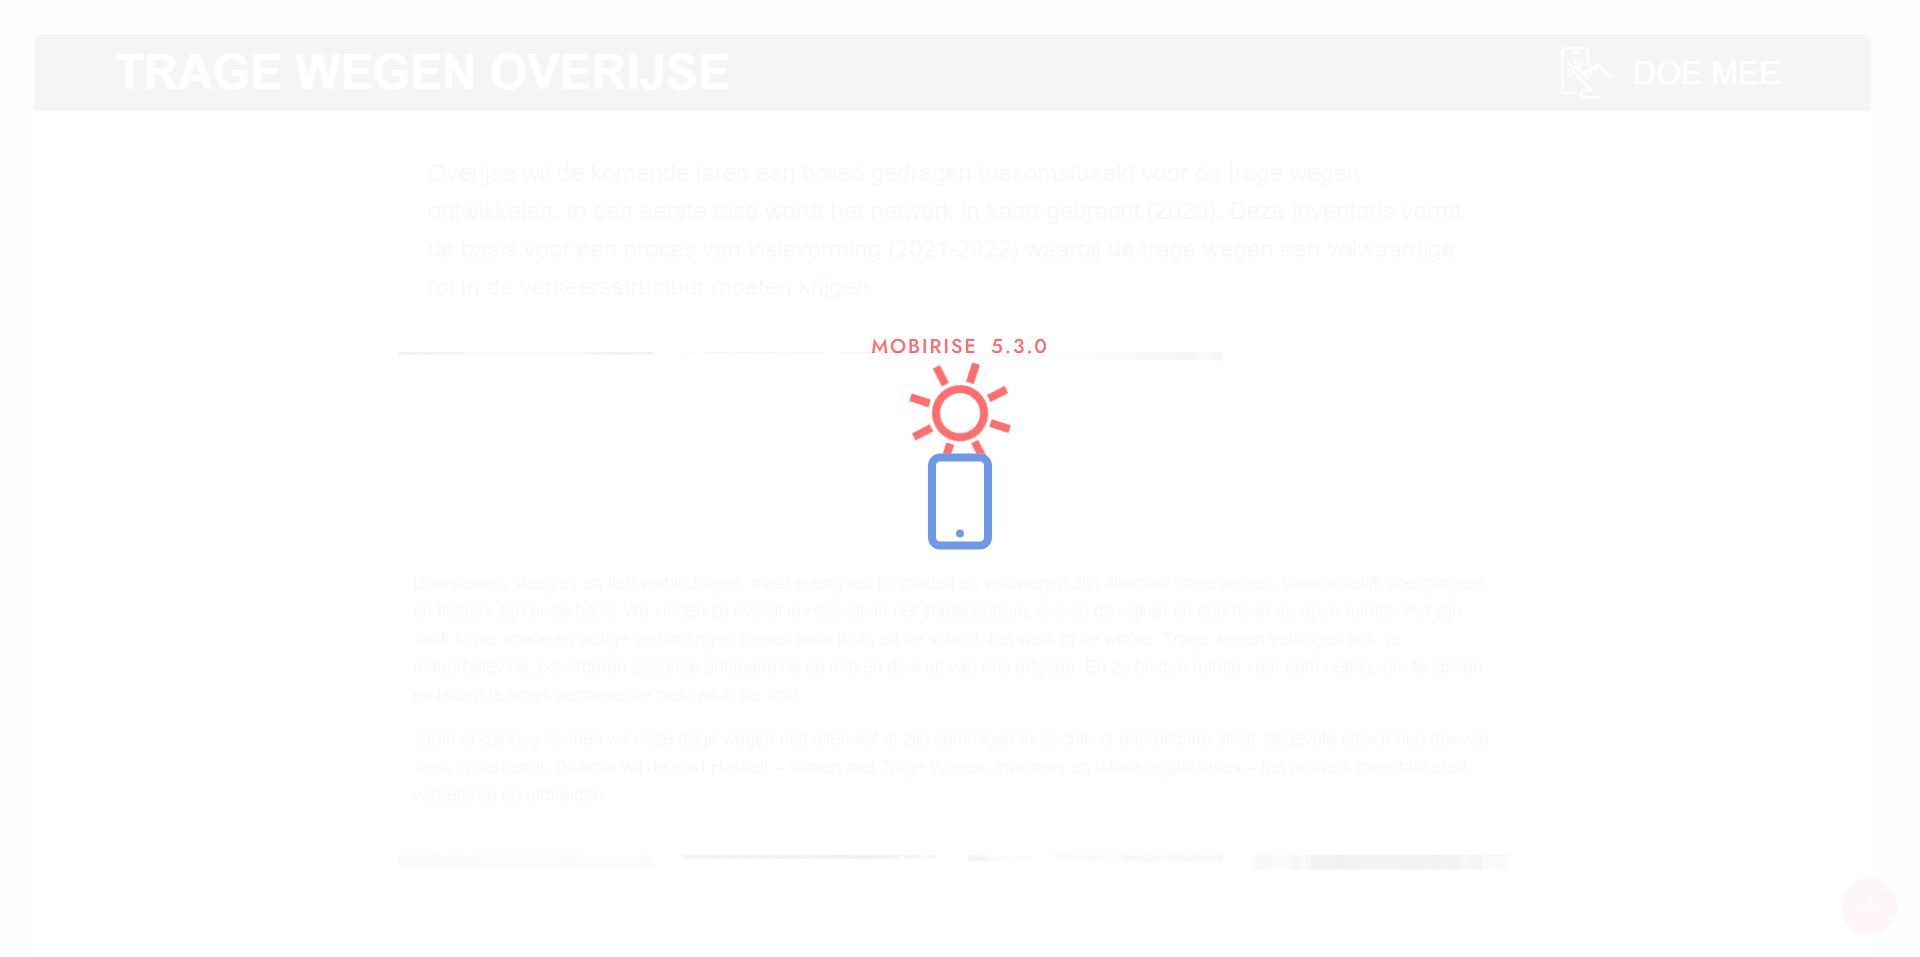 TRAGE WEGEN OVERIJSE
DOE MEE
Overijse wil de komende jaren een breed gedragen toekomstbeeld voor de trage wegen
ontwikkelen. In een eerste fase wordt het netwerk in kaart gebracht (2020). Deze inventaris vormt
de basis voor een proces van visievorming (2021-2022) waarbij de trage wegen een volwaardige
rol in de verkeersstructuur moeten krijgen.
MOBIRISE 5.3.0
Doorsteken, steegjes en fietsverbindingen, maar evengoed bospaden en veldwegen zijn allemaal trage wegen. Voornamelijk voetgangers
en fietsers zijn er de baas. We vinden ze overal in Hasselt: in het stadscentrum, tussen de wijken en doorheen de open ruimte. Het zijn
vaak korte, snelle en veilige verbindingen tussen jouw thuis en de school, het werk of de winkel. Trage wegen verhogen ook de
natuurbeleving, bevorderen gezonde ontspanning en maken deel uit van ons erfgoed. En ze bieden ruimte voor ontmoeting, om te spelen
en leiden je langs verrassende plekken in de stad.
Jammer genoeg kennen we deze trage wegen niet allemaal of zijn sommigen in slechte of onbruikbare staat. Bijgevolg blijven hun troeven
sterk onderbenut. Daarom wil de stad Hasselt – samen met Trage Wegen, inwoners en lokale organisaties – het netwerk inventariseren,
verbeteren en uitbreiden.